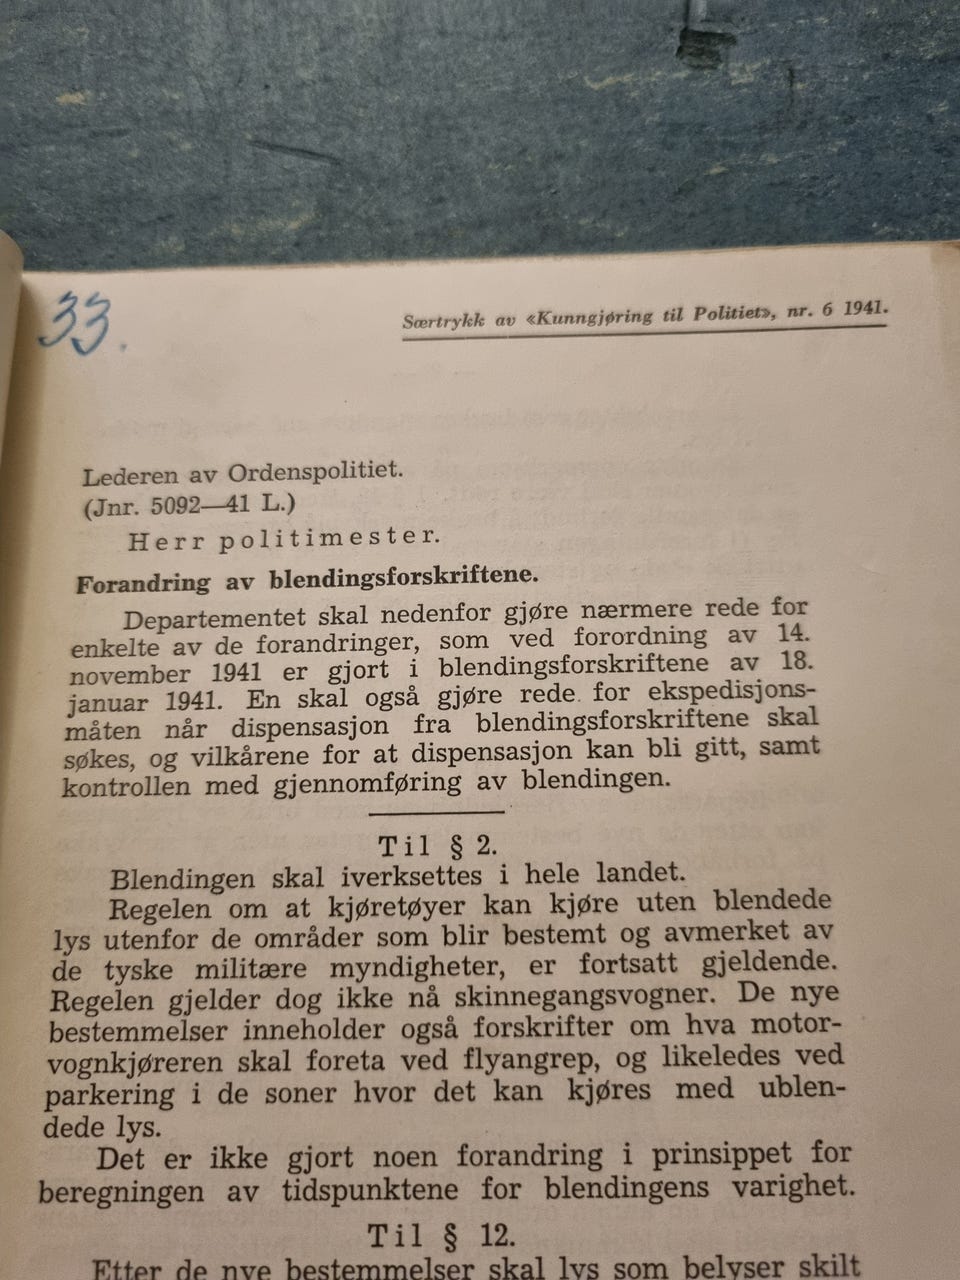 33.
Særtrykk av «Kunngjøring til Politiet», nr. 6 1941.
Lederen av Ordenspolitiet.
(Jnr. 5092—41 L.)
Herr politimester.
Forandring av blendingsforskriftene.
Departementet skal nedenfor gjøre nærmere rede for
enkelte av de forandringer, som ved forordning av 14.
november 1941 er gjort i blendingsforskriftene av 18.
januar 1941. En skal også gjøre rede for ekspedisjons-
måten når dispensasjon fra blendingsforskriftene skal
søkes, og vilkårene for at dispensasjon kan bli gitt, samt
kontrollen med gjennomføring av blendingen.
Til § 2.
Blendingen skal iverksettes i hele landet.
Regelen om at kjøretøyer kan kjøre uten blendede
lys utenfor de områder som blir bestemt og avmerket av
de tyske militære myndigheter, er fortsatt gjeldende.
Regelen gjelder dog ikke nå skinnegangsvogner. De nye
bestemmelser inneholder også forskrifter om hva motor-
vognkjøreren skal foreta ved flyangrep, og likeledes ved
parkering i de soner hvor det kan kjøres med ublen-
dede lys.
Det er ikke gjort noen forandring i prinsippet for
beregningen av tidspunktene for blendingens varighet.
Til § 12.
Etter de nye bestemmelser skal lys som belyser skilt